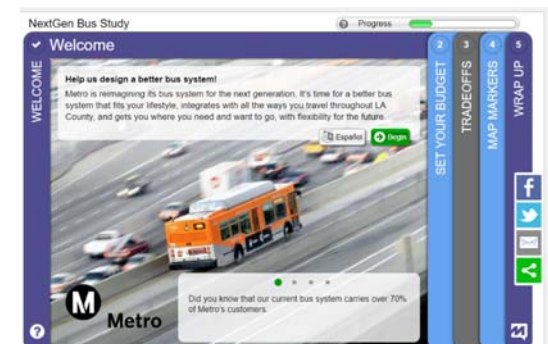 NextGen Bus Study
Progress
Welcome
WELCOME
Help us design a better bus system!
Metro is reimagining its bus system for the next generation. It's time for a better bus
system that fits your lifestyle, integrates with all the ways you travel throughout LA
County, and gets you where you need and want to go, with flexibility for the future.
Español
Begin
2
SET YOUR BUDGET
3
TRADEOFFS
4
MAP MARKERS
5
WRAP UP
Did you know that our current bus system carries over 70%
of Metro's customers.
M
Metro